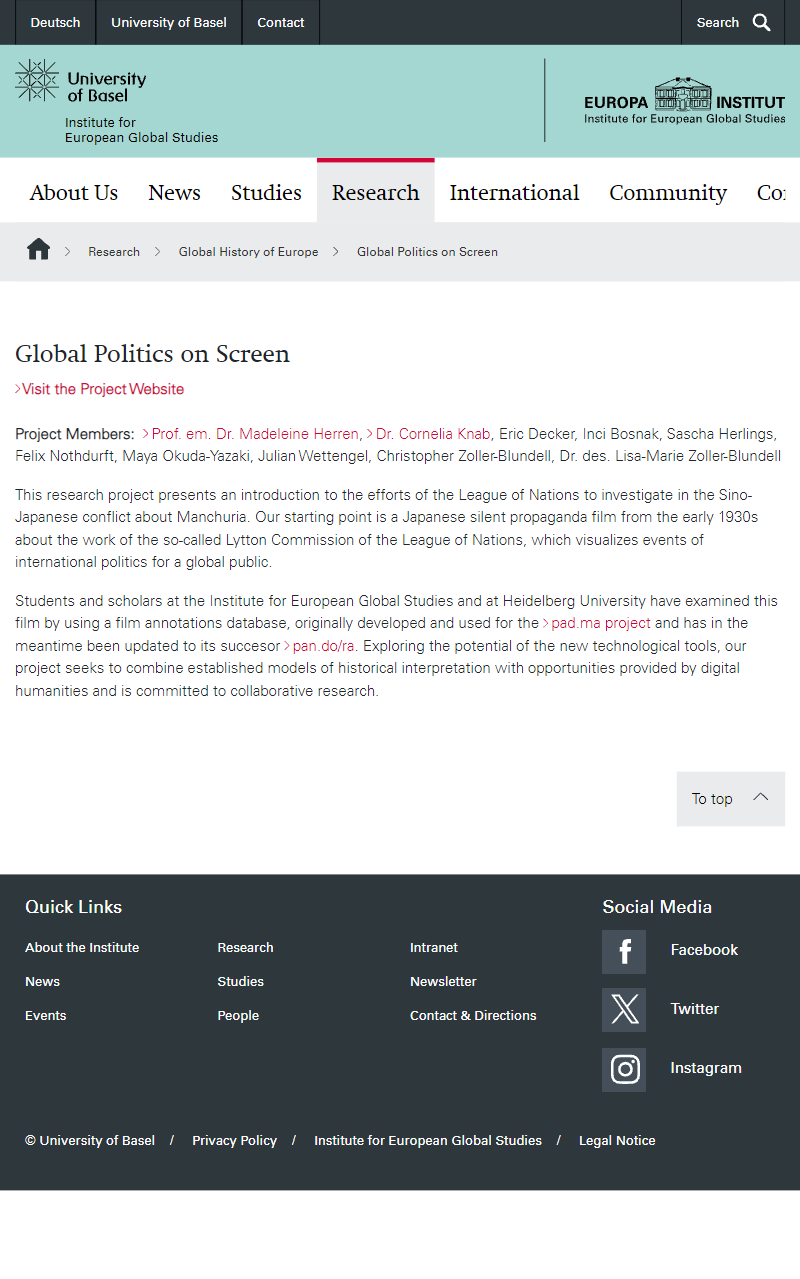 Deutsch University of Basel Contact Search
University
of Basel
Institute for
European Global Studies
EUROPA INSTITUT
Institute for European Global Studies
About Us News Studies Research International Community Co
Research Global History of Europe Global Politics on Screen
Global Politics on Screen
Visit the Project Website
Project Members: Prof. em. Dr. Madeleine Herren, Dr. Cornelia Knab, Eric Decker, Inci Bosnak, Sascha Herlings,
Felix Nothdurft, Maya Okuda-Yazaki, Julian Wettengel, Christopher Zoller-Blundell, Dr. des. Lisa-Marie Zoller-Blundell
This research project presents an introduction to the efforts of the League of Nations to investigate in the Sino-
Japanese conflict about Manchuria. Our starting point is a Japanese silent propaganda film from the early 1930s
about the work of the so-called Lytton Commission of the League of Nations, which visualizes events of
international politics for a global public.
Students and scholars at the Institute for European Global Studies and at Heidelberg University have examined this
film by using a film annotations database, originally developed and used for the pad.ma project and has in the
meantime been updated to its succesor pan.do/ra. Exploring the potential of the new technological tools, our
project seeks to combine established models of historical interpretation with opportunities provided by digital
humanities and is committed to collaborative research.
To top
Quick Links Social Media
About the Institute Research Intranet Facebook
News Studies Newsletter Twitter
Events People Contact & Directions
Instagram
© University of Basel / Privacy Policy / Institute for European Global Studies / Legal Notice